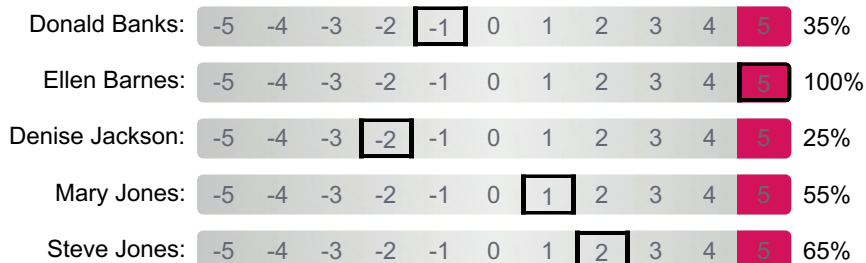 Donald Banks: -5 -4 -3 -2 -1 0 1 2 3 4 5 35%
Ellen Barnes: -5 -4 -3 -2 -1 0 1 2 3 4 5 100%
Denise Jackson: -5 -4 -3 -2 -1 0 1 2 3 4 5 25%
Mary Jones: -5 -4 -3 -2 -1 0 1 2 3 4 5 55%
Steve Jones: -5 -4 -3 -2 -1 0 1 2 3 4 5 65%